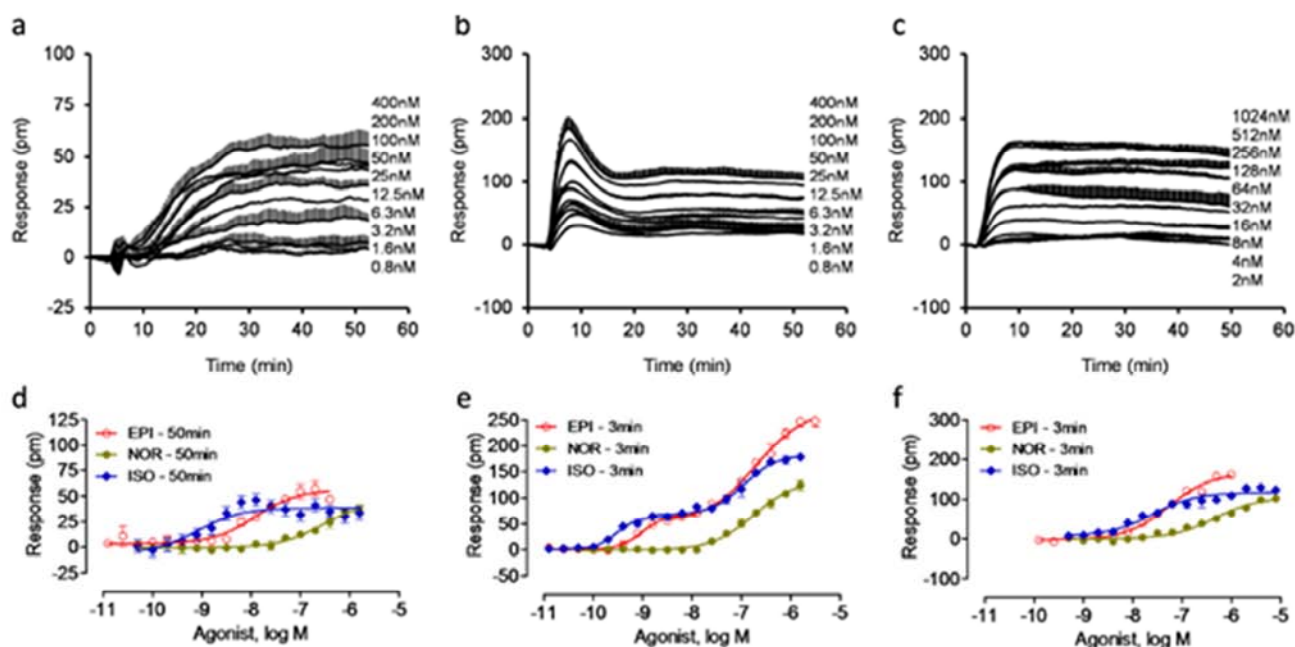 a
100
75
50
25
0
-25
Response (pm)
0 10 20 30 40 50 60
Time (min)
400nM
200nM
100nM
50nM
25nM
12.5nM
6.3nM
3.2nM
1.6nM
0.8nM
b
300
200
100
0
-100
Response (pm)
0 10 20 30 40 50 60
Time (min)
400nM
200nM
100nM
50nM
25nM
12.5nM
6.3nM
3.2nM
1.6nM
0.8nM
c
300
200
100
0
-100
Response (pm)
0 10 20 30 40 50 60
Time (min)
1024nM
512nM
256nM
128nM
64nM
32nM
16nM
8nM
4nM
2nM
d
125
100
75
50
25
0
-25
Response (pm)
EPI - 50min
NOR - 50min
ISO - 50min
-11 -10 -9 -8 -7 -6 -5
Agonist, log M
e
250
200
150
100
50
0
-50
Response (pm)
EPI - 3min
NOR - 3min
ISO - 3min
-11 -10 -9 -8 -7 -6 -5
Agonist, log M
f
300
200
100
0
-100
Response (pm)
EPI - 3min
NOR - 3min
ISO - 3min
-11 -10 -9 -8 -7 -6 -5
Agonist, log M